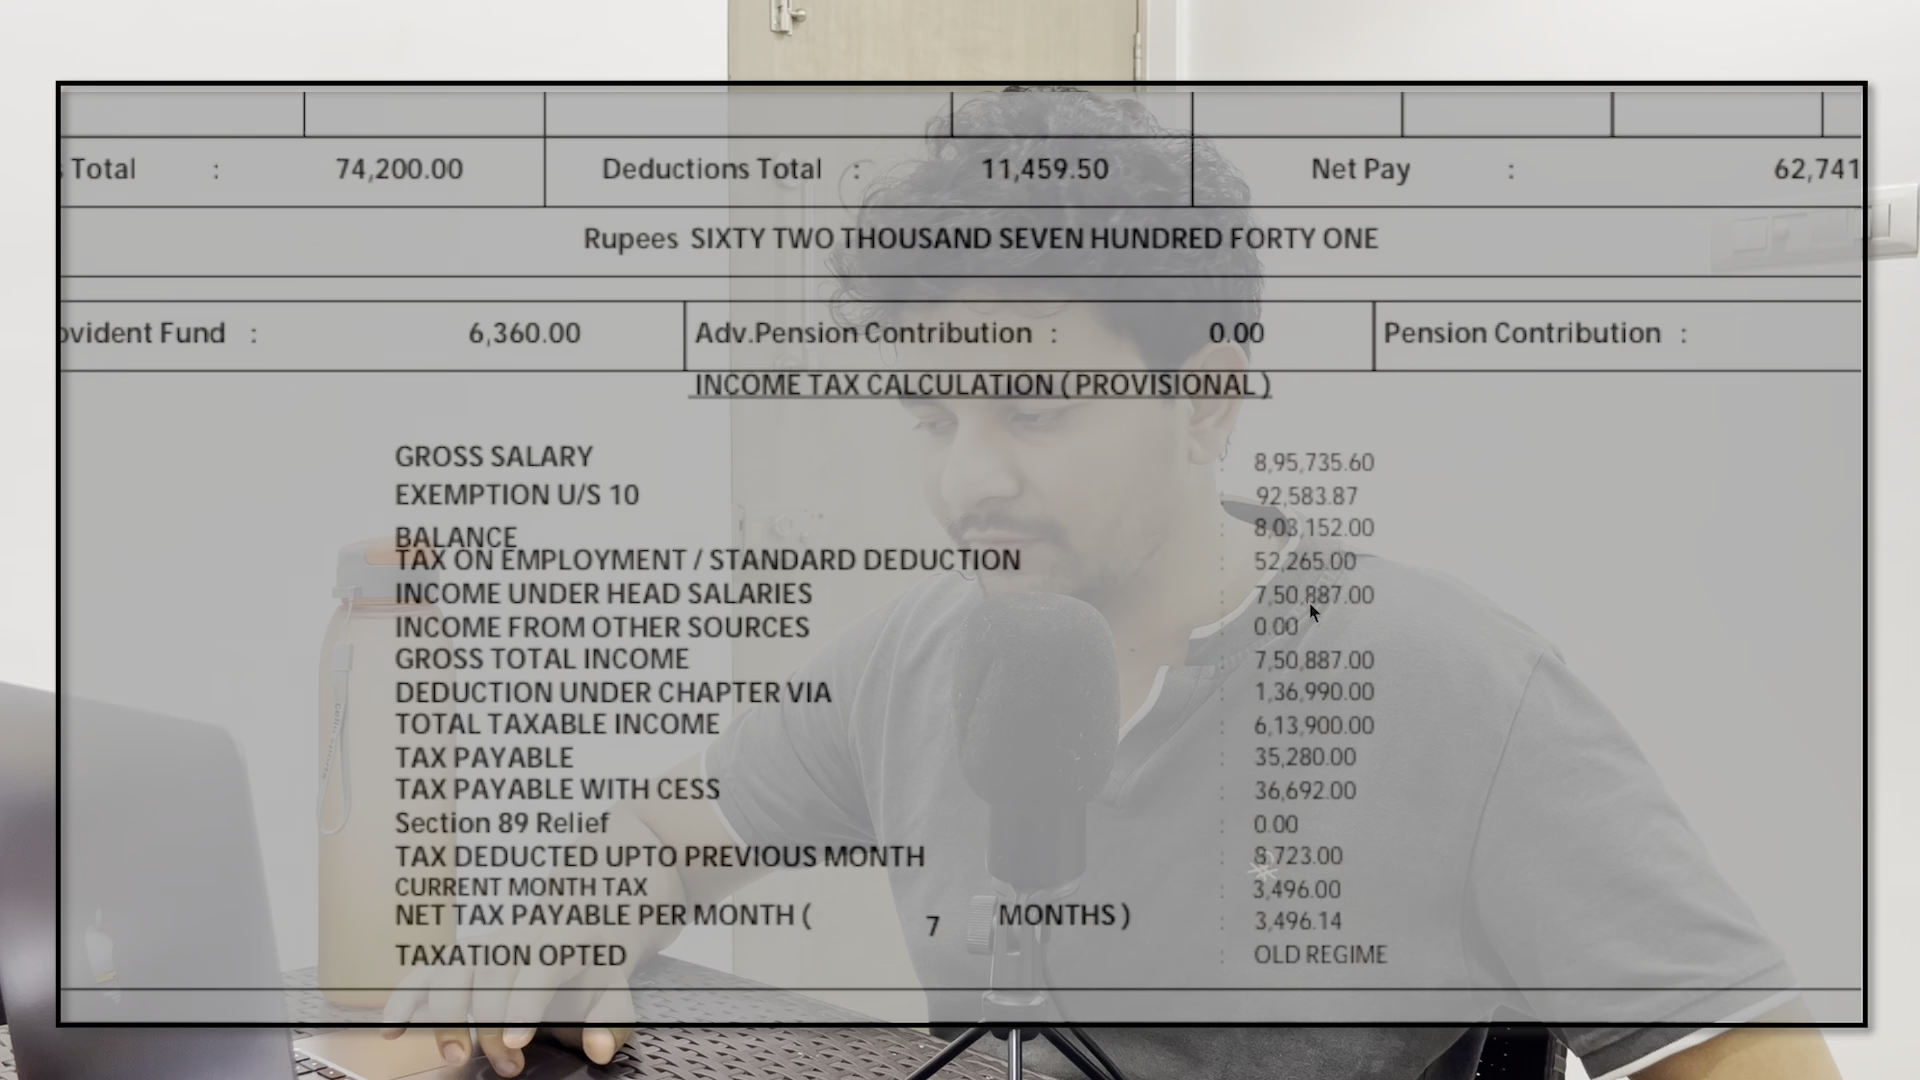 s Total : 74,200.00 Deductions Total : 11,459.50 Net Pay : 62,741
Rupees SIXTY TWO THOUSAND SEVEN HUNDRED FORTY ONE
ovident Fund : 6,360.00 Adv.Pension Contribution : 0.00 Pension Contribution :
INCOME TAX CALCULATION ( PROVISIONAL )
GROSS SALARY : 8,95,735.60
EXEMPTION U/S 10 : 92,583.87
BALANCE : 8,03,152.00
TAX ON EMPLOYMENT / STANDARD DEDUCTION : 52,265.00
INCOME UNDER HEAD SALARIES : 7,50,887.00
INCOME FROM OTHER SOURCES : 0.00
GROSS TOTAL INCOME : 7,50,887.00
DEDUCTION UNDER CHAPTER VIA : 1,36,990.00
TOTAL TAXABLE INCOME : 6,13,900.00
TAX PAYABLE : 35,280.00
TAX PAYABLE WITH CESS : 36,692.00
Section 89 Relief : 0.00
TAX DEDUCTED UPTO PREVIOUS MONTH : 8,723.00
CURRENT MONTH TAX : 3,496.00
NET TAX PAYABLE PER MONTH ( 7 MONTHS ) : 3,496.14
TAXATION OPTED : OLD REGIME